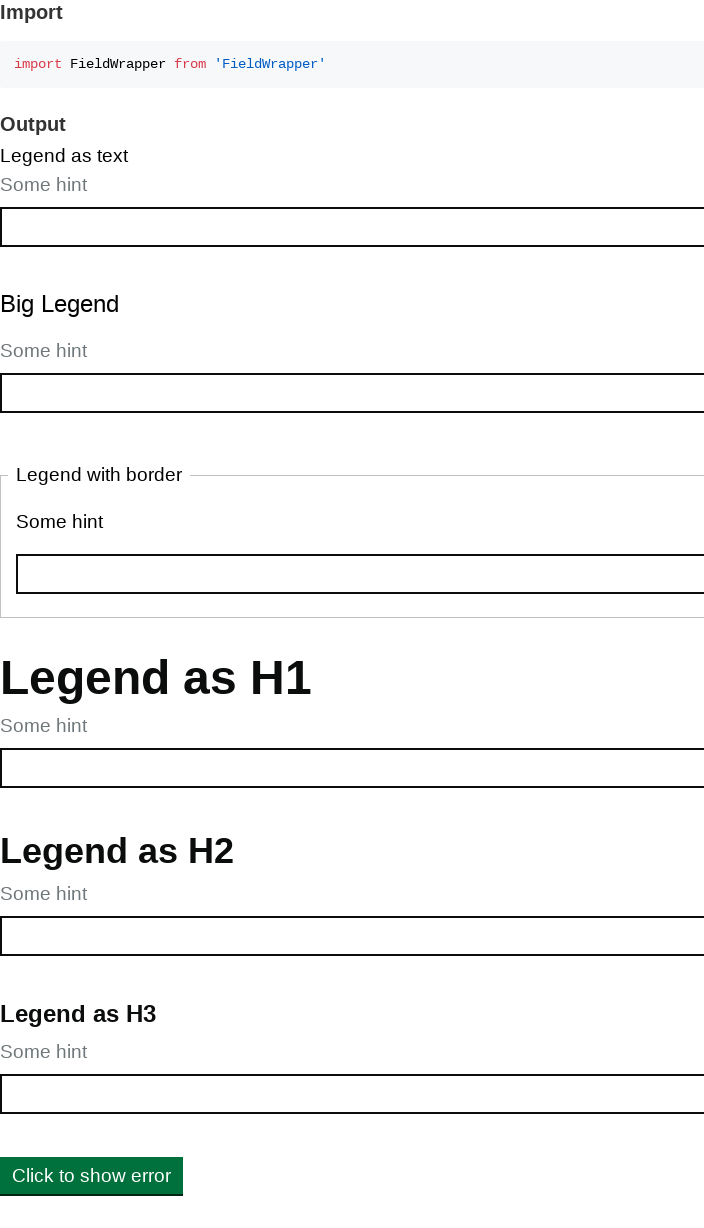 Import
import FieldWrapper from 'FieldWrapper'
Output
Legend as text
Some hint
Big Legend
Some hint
Legend with border
Some hint
Legend as H1
Some hint
Legend as H2
Some hint
Legend as H3
Some hint
Click to show error